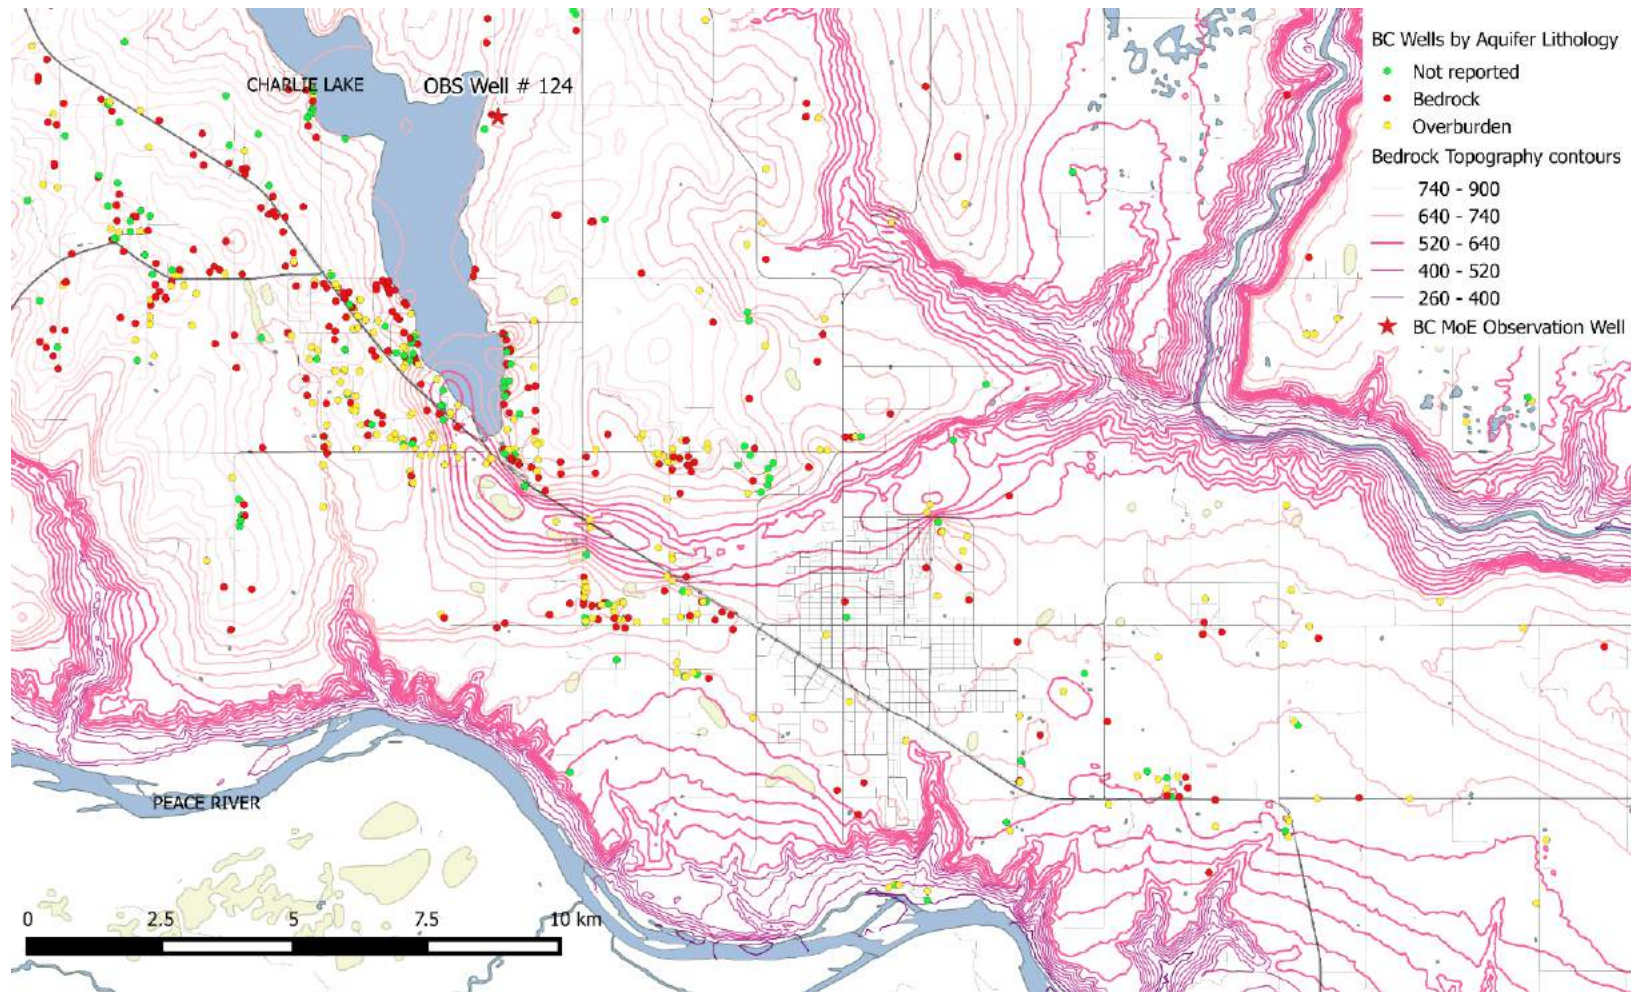 CHARLIE LAKE
OBS Well # 124
BC Wells by Aquifer Lithology
Not reported
Bedrock
Overburden
Bedrock Topography contours
740 - 900
640 - 740
520 - 640
400 - 520
260 - 400
BC MoE Observation Well
PEACE RIVER
0 2.5 5 7.5 10 km